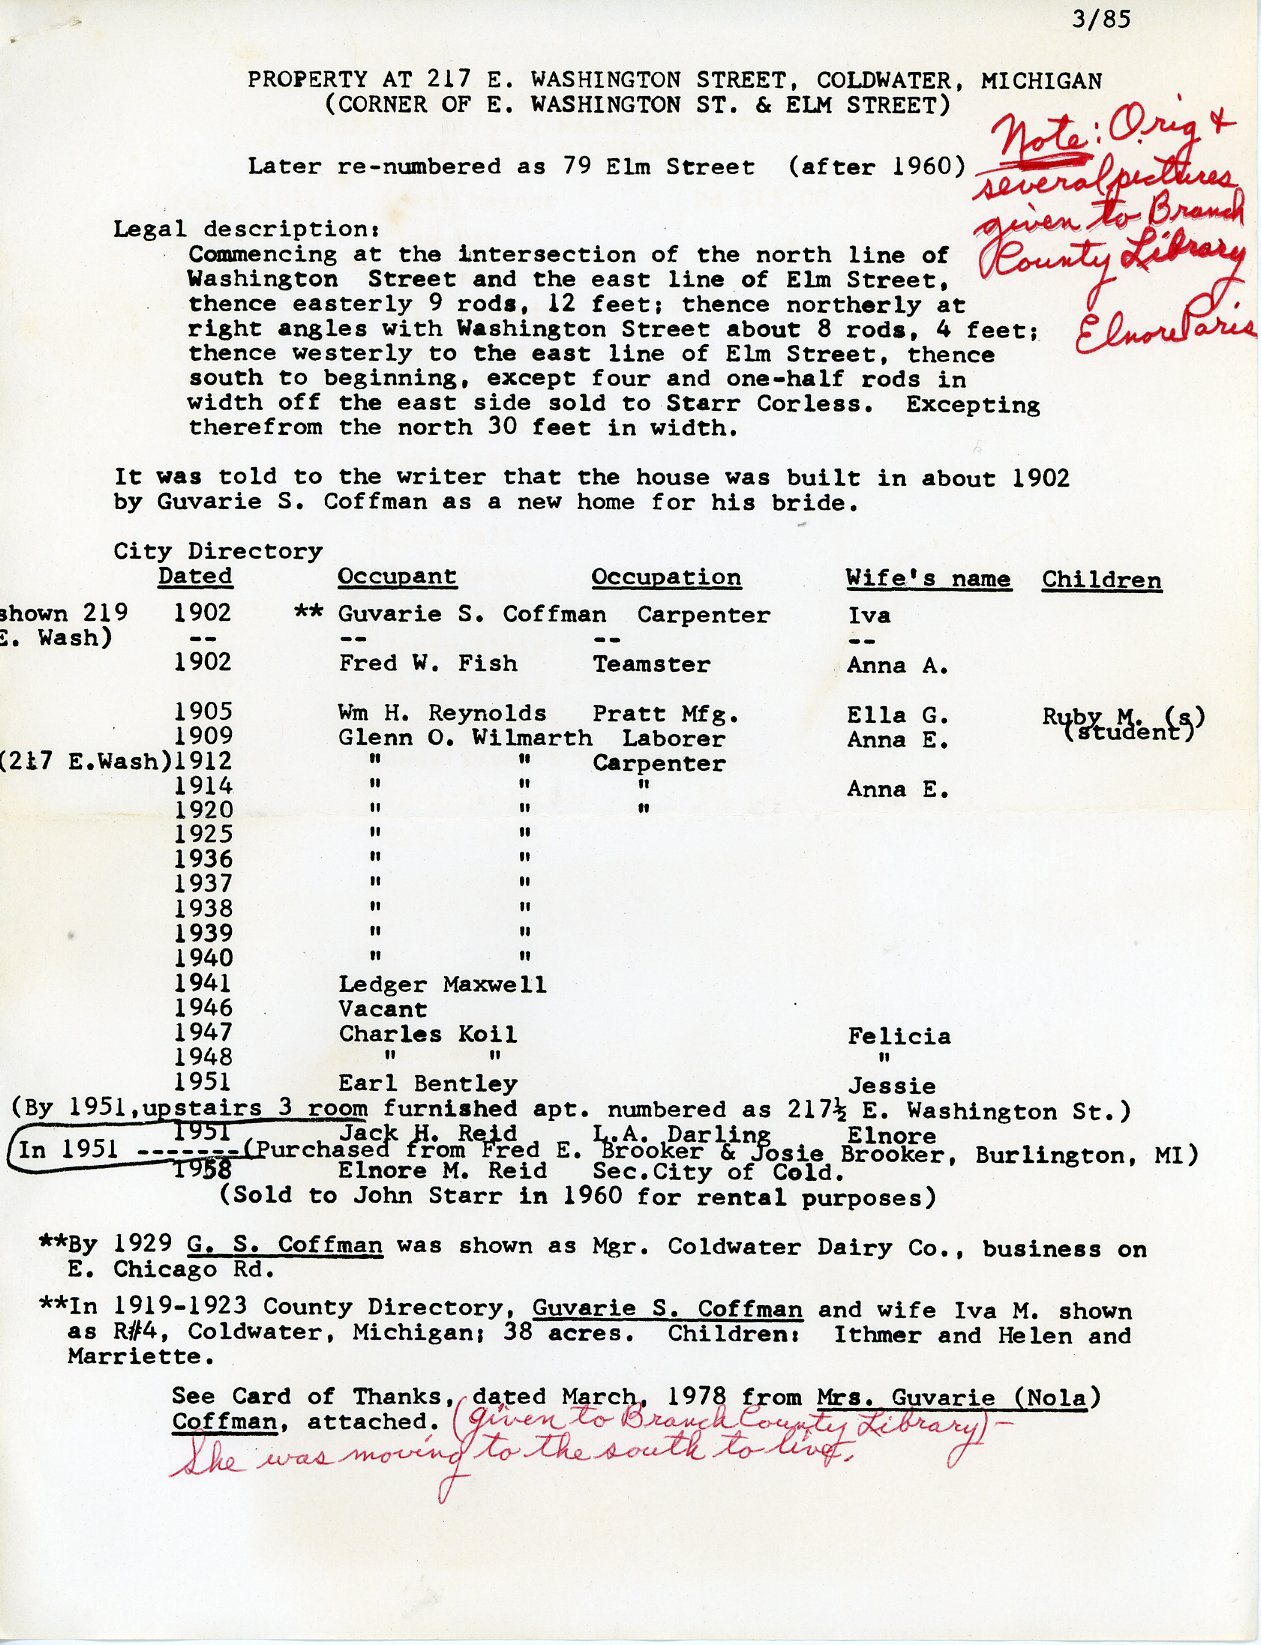 3/85
PROPERTY AT 217 E. WASHINGTON STREET, COLDWATER, MICHIGAN
(CORNER OF E. WASHINGTON ST. & ELM STREET)
Later re-numbered as 79 Elm Street (after 1960)
Note: Orig &
several pictures
given to Branch
County Library
Elnore Paris
Legal description:
Commencing at the intersection of the north line of
Washington Street and the east line of Elm Street,
thence easterly 9 rods, 12 feet; thence northerly at
right angles with Washington Street about 8 rods, 4 feet;
thence westerly to the east line of Elm Street, thence
south to beginning, except four and one-half rods in
width off the east side sold to Starr Corless. Excepting
therefrom the north 30 feet in width.
It was told to the writer that the house was built in about 1902
by Guvarie S. Coffman as a new home for his bride.
City Directory
Dated Occupant Occupation Wife's name Children
shown 219 1902 ** Guvarie S. Coffman Carpenter Iva
E. Wash) -- -- -- --
1902 Fred W. Fish Teamster Anna A.
1905 Wm H. Reynolds Pratt Mfg. Ella G. Ruby M. (s)
(student)
1909 Glenn O. Wilmarth Laborer Anna E.
(217 E.Wash)1912 " " Carpenter
1914 " " " Anna E.
1920 " " "
1925 " "
1936 " "
1937 " "
1938 " "
1939 " "
1940 " "
1941 Ledger Maxwell
1946 Vacant
1947 Charles Koil Felicia
1948 " " "
1951 Earl Bentley Jessie
(By 1951,upstairs 3 room furnished apt. numbered as 217½ E. Washington St.)
1951 Jack H. Reid L.A. Darling Elnore
In 1951 -------(Purchased from Fred E. Brooker & Josie Brooker, Burlington, MI)
1958 Elnore M. Reid Sec.City of Cold.
(Sold to John Starr in 1960 for rental purposes)
**By 1929 G. S. Coffman was shown as Mgr. Coldwater Dairy Co., business on
E. Chicago Rd.
**In 1919-1923 County Directory, Guvarie S. Coffman and wife Iva M. shown
as R#4, Coldwater, Michigan; 38 acres. Children: Ithmer and Helen and
Marriette.
See Card of Thanks, dated March, 1978 from Mrs. Guvarie (Nola)
Coffman, attached. (given to Branch County Library) -
She was moving to the south to live.